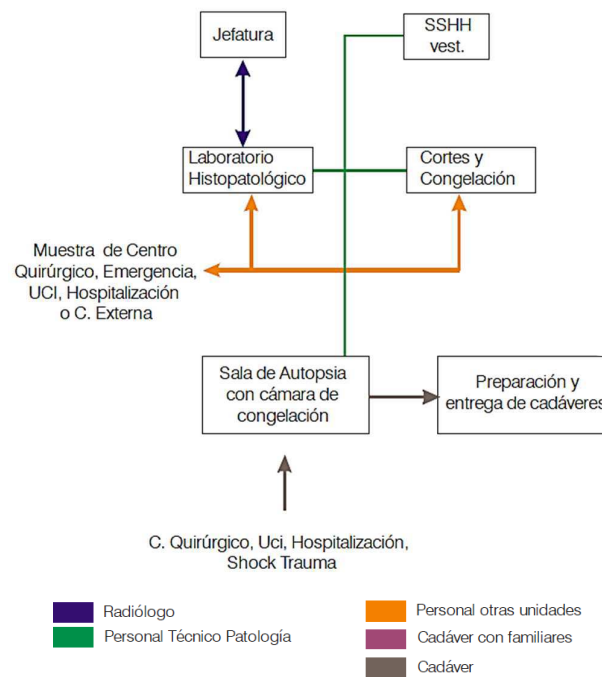 Jefatura
SSHH
vest.
Laboratorio
Histopatológico
Cortes y
Congelación
Muestra de Centro
Quirúrgico, Emergencia,
UCI, Hospitalización
o C. Externa
Sala de Autopsia
con cámara de
congelación
Preparación y
entrega de cadáveres
C. Quirúrgico, Uci, Hospitalización,
Shock Trauma
Radiólogo
Personal Técnico Patología
Personal otras unidades
Cadáver con familiares
Cadáver